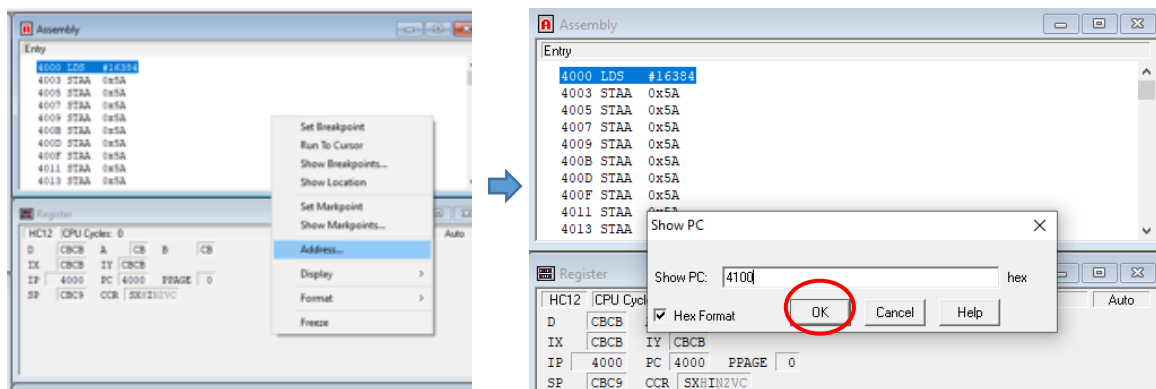 Assembly
Entry
4000 LDS #16384
4003 STAA 0x5A
4005 STAA 0x5A
4007 STAA 0x5A
4009 STAA 0x5A
400B STAA 0x5A
400D STAA 0x5A
400F STAA 0x5A
4011 STAA 0x5A
4013 STAA 0x5A
Set Breakpoint
Run To Cursor
Show Breakpoints...
Show Location
Set Markpoint
Show Markpoints...
Address...
Display
Format
Freeze
Register
HC12 CPU Cycles: 0 Auto
D CBCB A CB B CB
IX CBCB IY CBCB
IP 4000 PC 4000 PPAGE 0
SP CBC9 CCR SXHINZVC
Assembly
Entry
4000 LDS #16384
4003 STAA 0x5A
4005 STAA 0x5A
4007 STAA 0x5A
4009 STAA 0x5A
400B STAA 0x5A
400D STAA 0x5A
400F STAA 0x5A
4011 STAA
4013 STAA
Show PC
Show PC: 4100 hex
Hex Format OK Cancel Help
Register
HC12 CPU Cycl Auto
D CBCB
IX CBCB IY CBCB
IP 4000 PC 4000 PPAGE 0
SP CBC9 CCR SXHINZVC